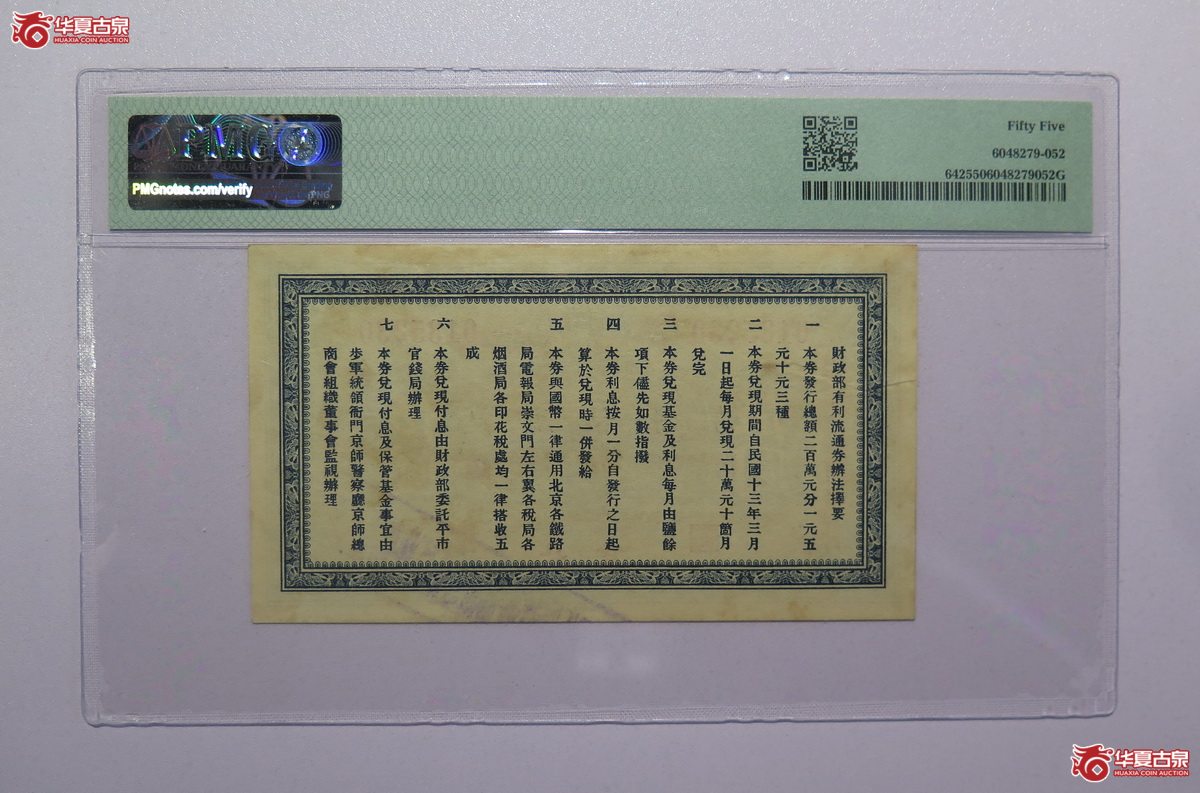 华夏古泉
HUAXIA COIN AUCTION
PMG
PMGnotes.com/verify
Fifty Five
6048279-052
6425506048279052G
財政部有利流通券辦法擇要
一 本券發行總額二百萬元分一元五
元十元三種
二 本券兌現期間自民國十三年三月
一日起每月兌現二十萬元十箇月
兌完
三 本券兌現基金及利息每月由鹽餘
項下儘先如數指撥
四 本券利息按月一分自發行之日起
算於兌現時一併發給
五 本券與國幣一律通用北京各鐵路
局電報局崇文門左右翼各稅局各
烟酒局各印花稅處均一律搭收五
成
六 本券兌現付息由財政部委託平市
官錢局辦理
七 本券兌現付息及保管基金事宜由
步軍統領衙門京師警察廳京師總
商會組織董事會監視辦理
华夏古泉
HUAXIA COIN AUCTION